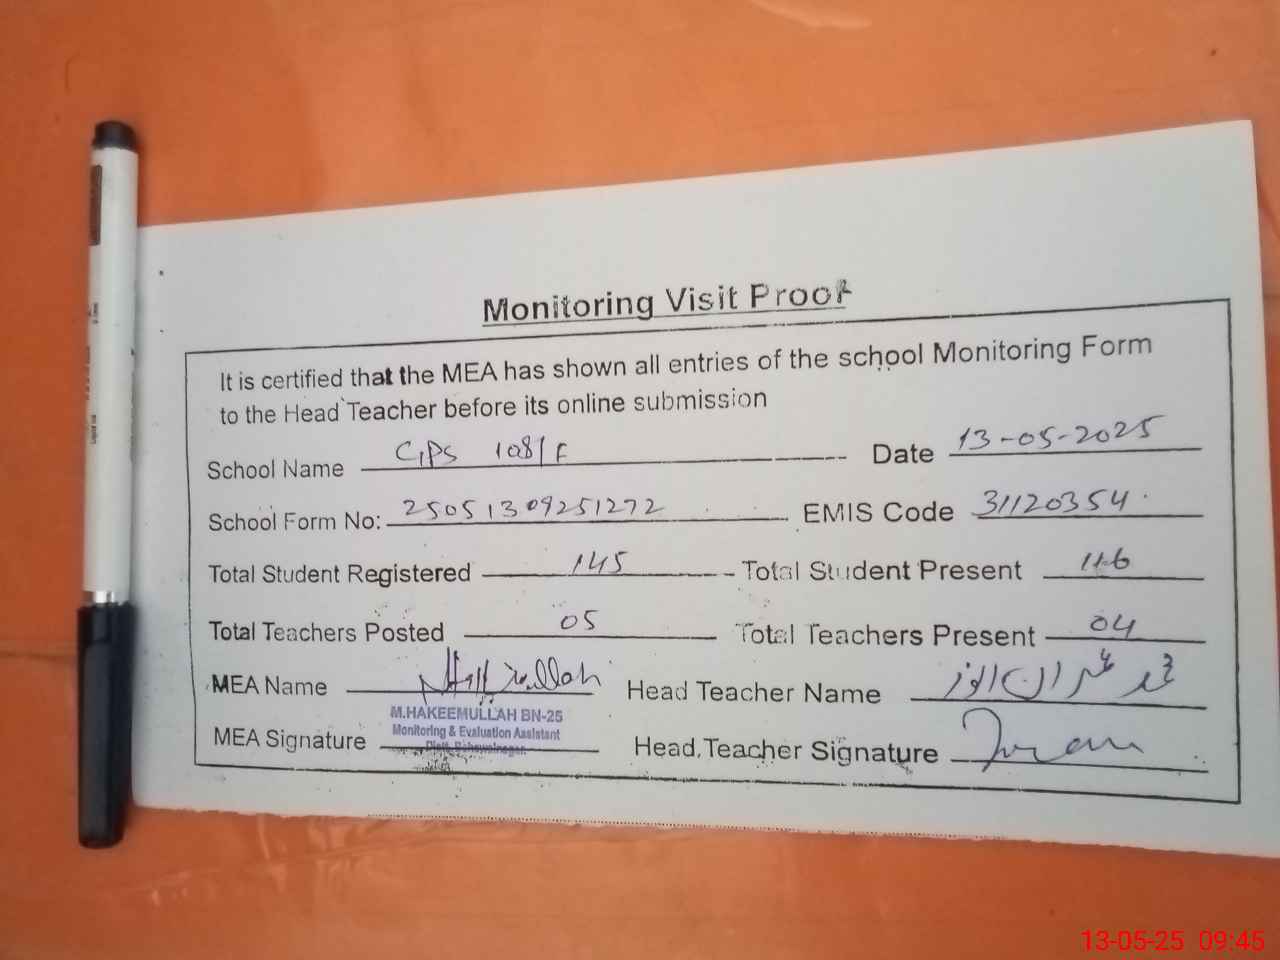 Monitoring Visit Proof
It is certified that the MEA has shown all entries of the school Monitoring Form
to the Head Teacher before its online submission
School Name GPS 108/F Date 13-05-2025
School Form No: 25051309251272 EMIS Code 31120354
Total Student Registered 145 Total Student Present 116
Total Teachers Posted 05 Total Teachers Present 04
MEA Name Head Teacher Name
M.HAKEEMULLAH BN-25
Monitoring & Evaluation Assistant
Distt. Bahawalnagar
MEA Signature Head Teacher Signature
13-05-25 09:45